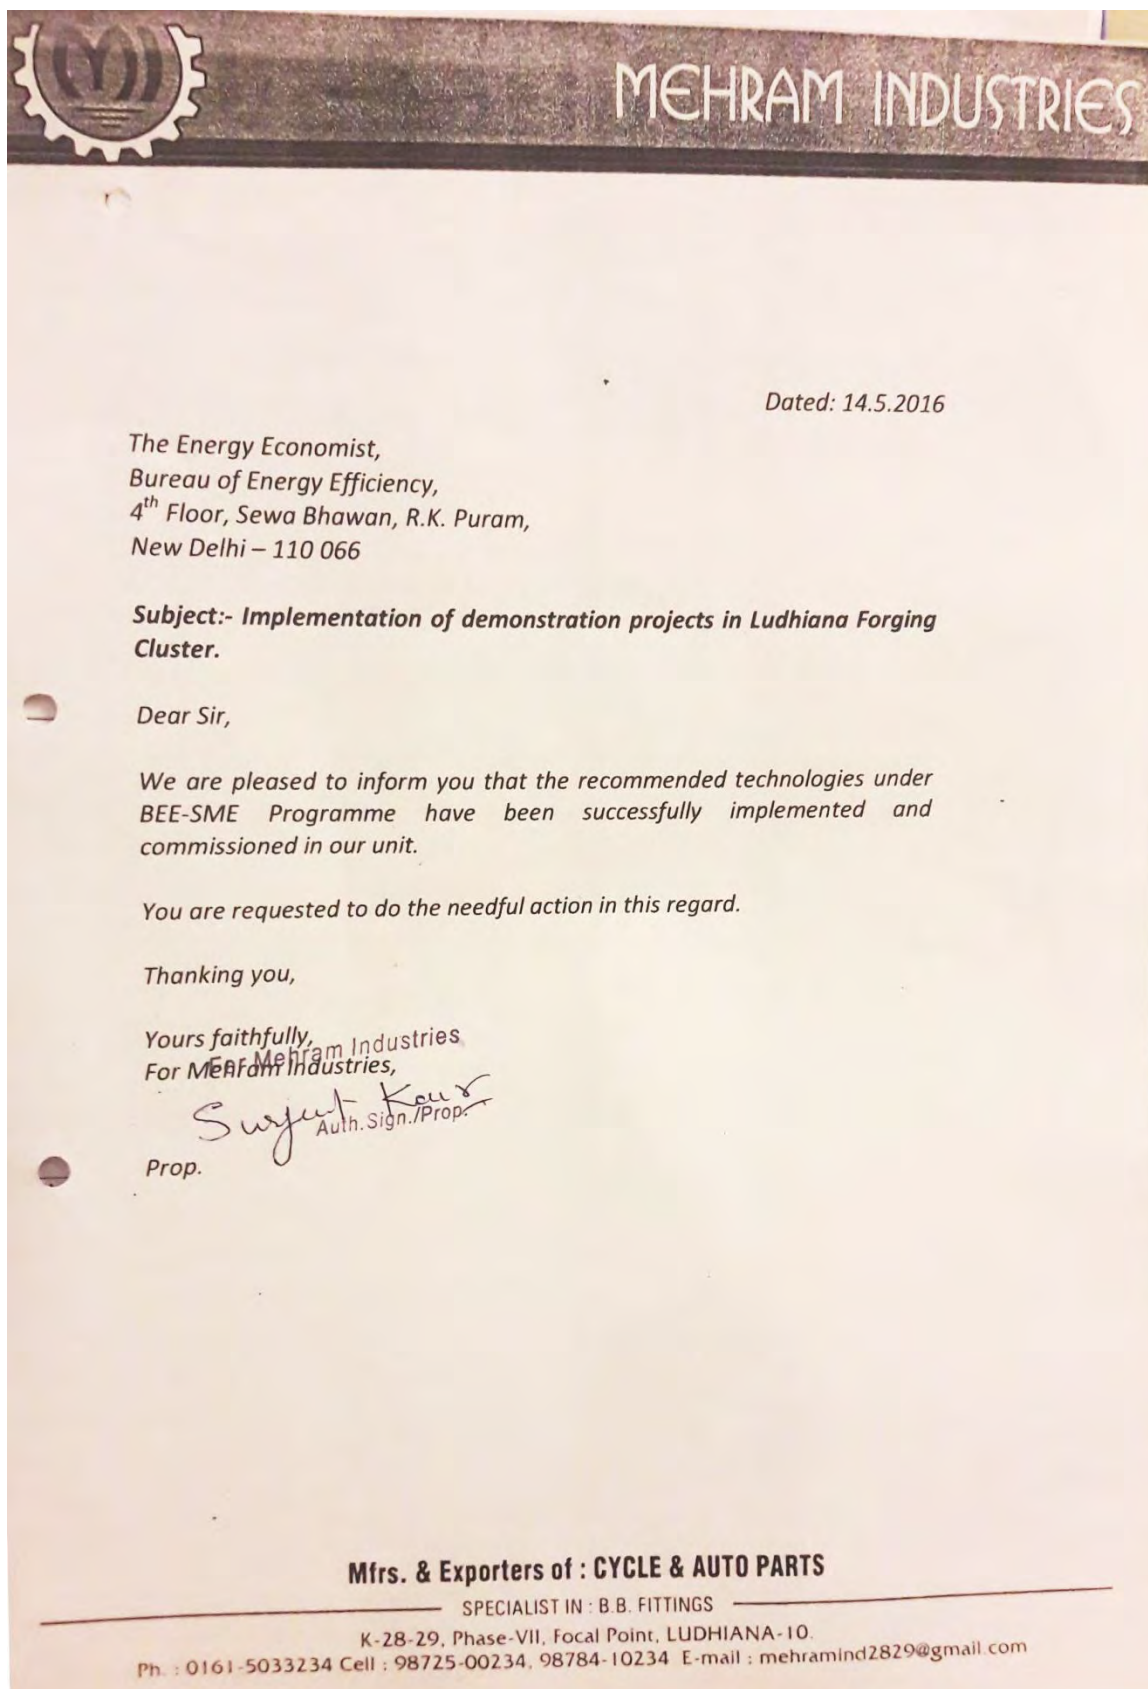 MEHRAM INDUSTRIES
Dated: 14.5.2016
The Energy Economist,
Bureau of Energy Efficiency,
4th Floor, Sewa Bhawan, R.K. Puram,
New Delhi – 110 066
Subject:- Implementation of demonstration projects in Ludhiana Forging
Cluster.
Dear Sir,
We are pleased to inform you that the recommended technologies under
BEE-SME Programme have been successfully implemented and
commissioned in our unit.
You are requested to do the needful action in this regard.
Thanking you,
Yours faithfully,
For Mehram Industries
For Mehram Industries,
Surjeet Kaur
Auth.Sign./Prop.
Prop.
Mfrs. & Exporters of : CYCLE & AUTO PARTS
SPECIALIST IN : B.B. FITTINGS
K-28-29, Phase-VII, Focal Point, LUDHIANA-10.
Ph. : 0161-5033234 Cell : 98725-00234, 98784-10234 E-mail : mehramind2829@gmail.com